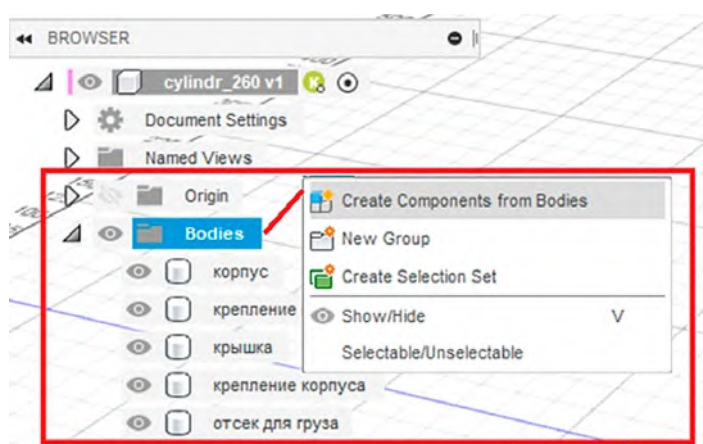 BROWSER
cylindr_260 v1
Document Settings
Named Views
Origin
Bodies
корпус
крепление
крышка
крепление корпуса
отсек для груза
Create Components from Bodies
New Group
Create Selection Set
Show/Hide V
Selectable/Unselectable